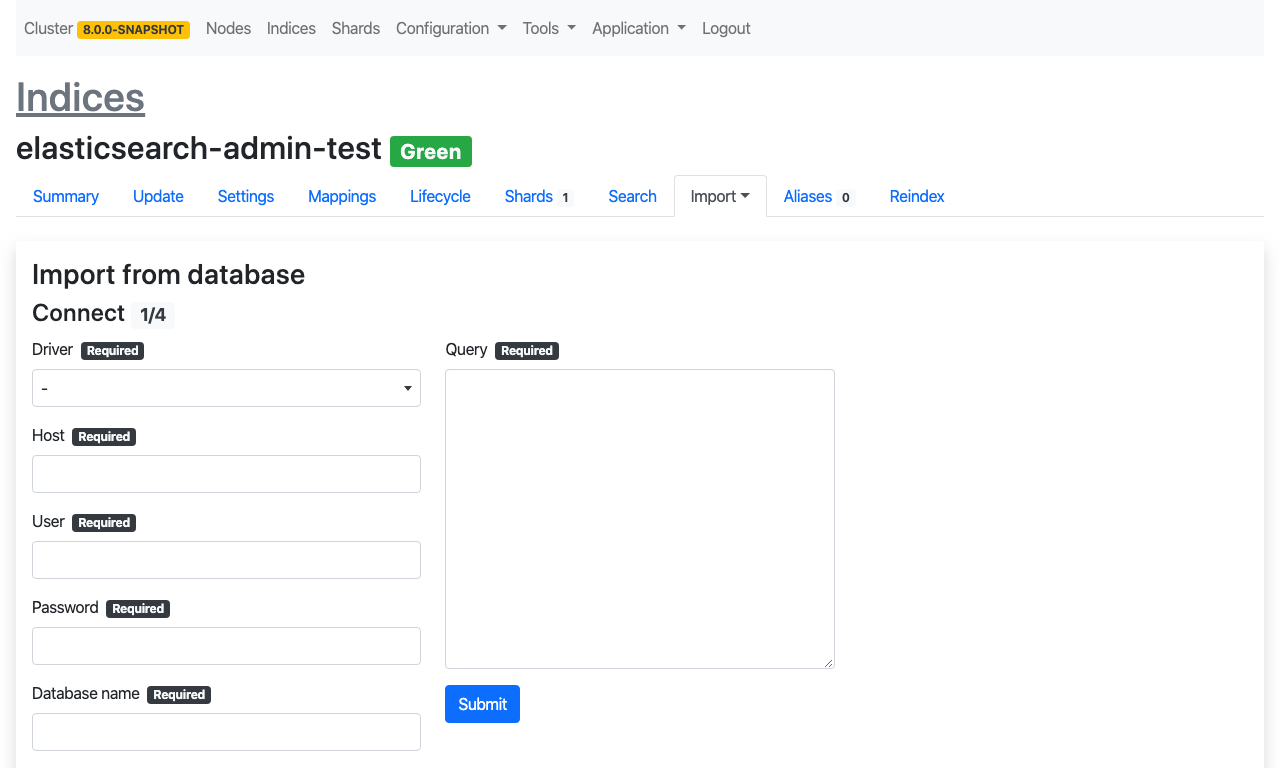 Cluster 8.0.0-SNAPSHOT Nodes Indices Shards Configuration Tools Application Logout
Indices
elasticsearch-admin-test Green
Summary Update Settings Mappings Lifecycle Shards 1 Search Import Aliases 0 Reindex
Import from database
Connect 1/4
Driver Required
-
Host Required
User Required
Password Required
Database name Required
Query Required
Submit